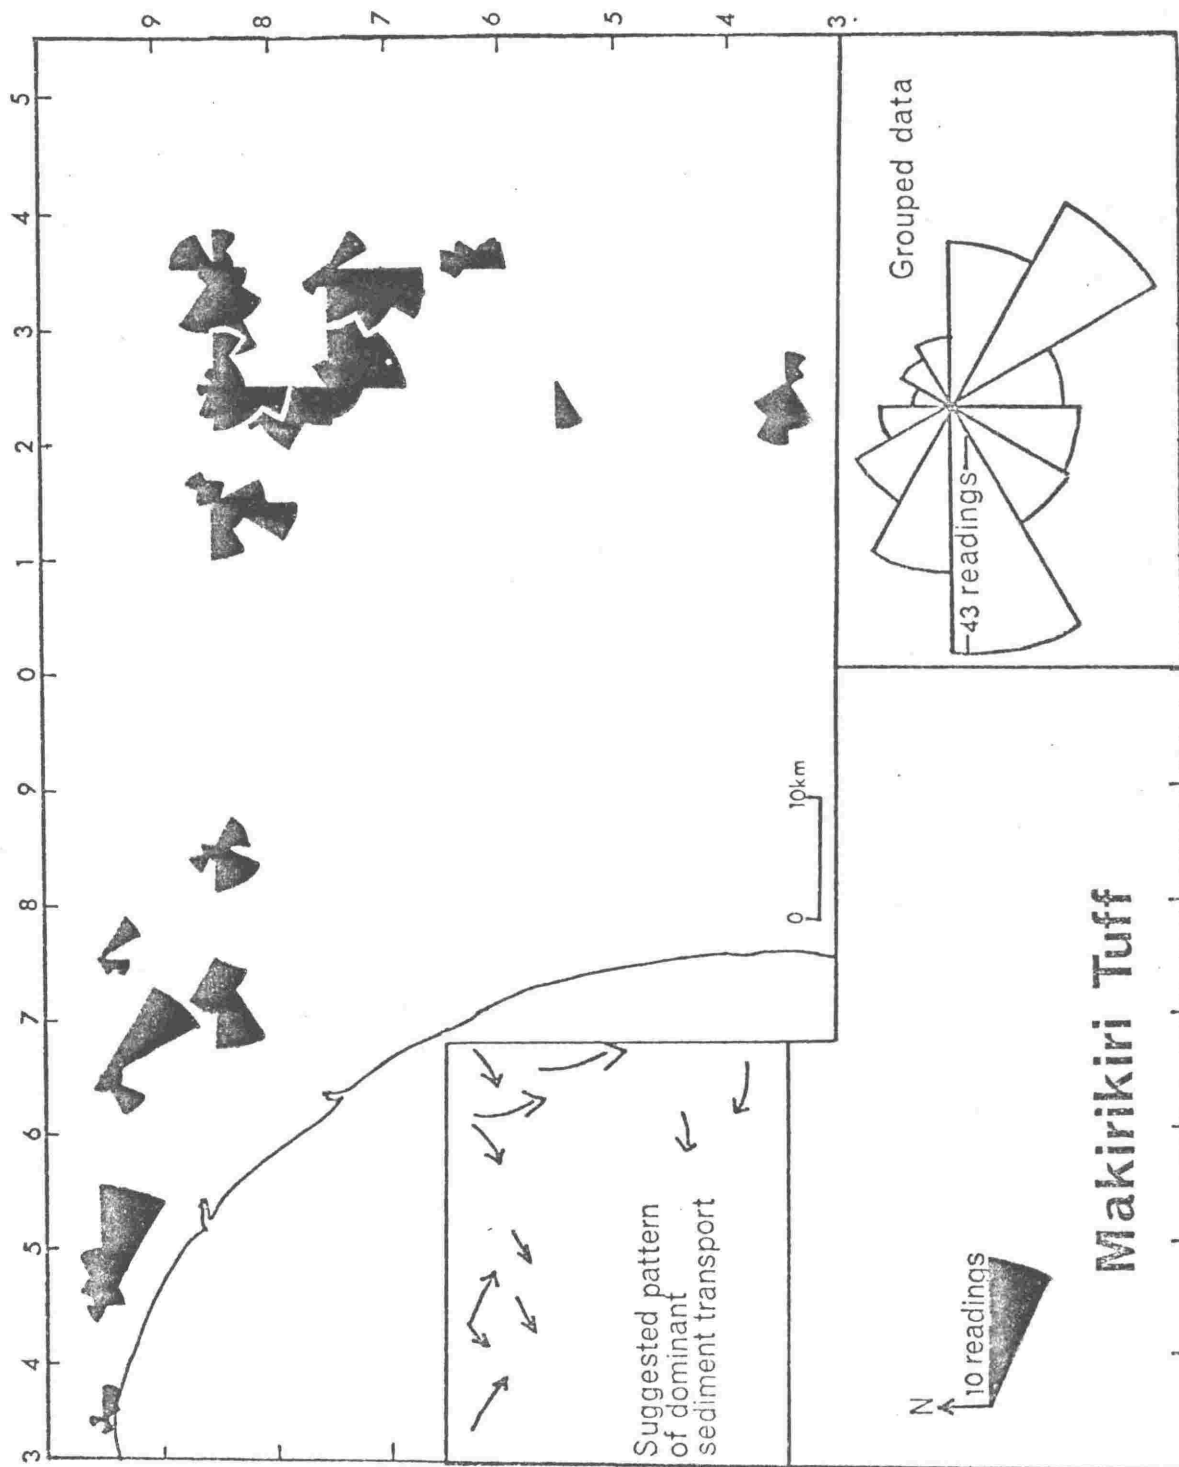 3 4 5 6 7 8 9 0 1 2 3 4 5
9
8
7
6
5
4
3.
0 10km
Suggested pattern
of dominant
sediment transport
N
10 readings
Makirikiri Tuff
Grouped data
43 readings